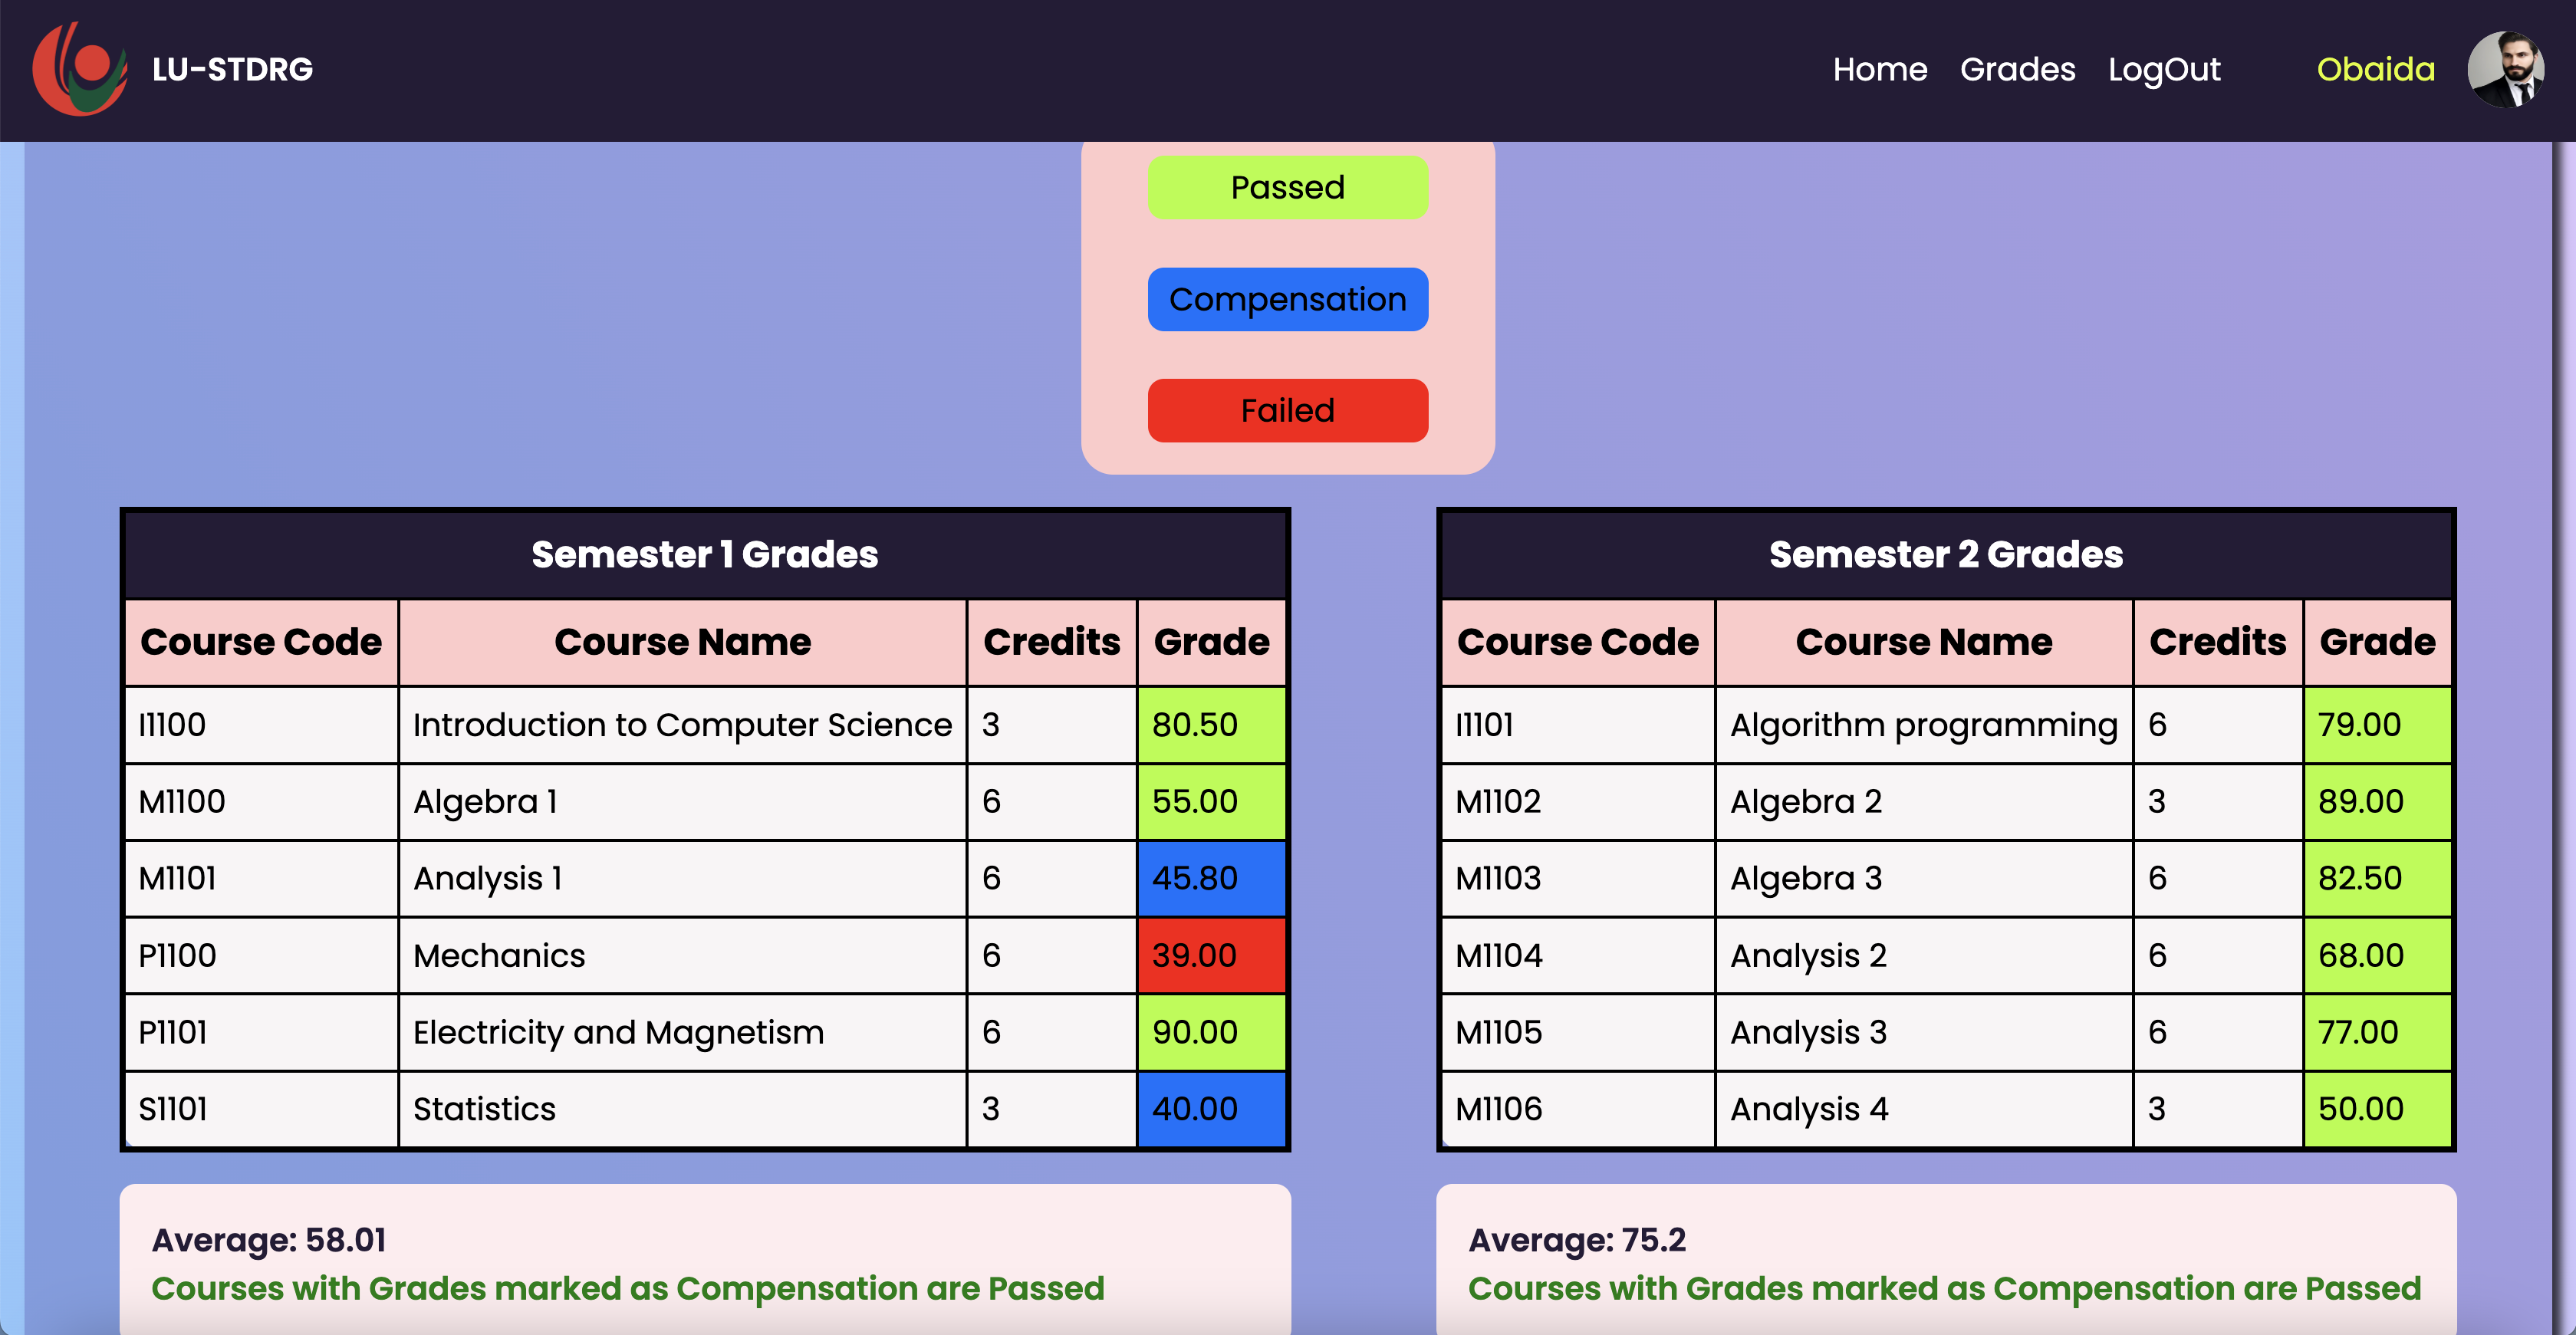 LU-STDRG
Home Grades LogOut Obaida
Passed
Compensation
Failed
Semester 1 Grades
Course Code Course Name Credits Grade
I1100 Introduction to Computer Science 3 80.50
M1100 Algebra 1 6 55.00
M1101 Analysis 1 6 45.80
P1100 Mechanics 6 39.00
P1101 Electricity and Magnetism 6 90.00
S1101 Statistics 3 40.00
Average: 58.01
Courses with Grades marked as Compensation are Passed
Semester 2 Grades
Course Code Course Name Credits Grade
I1101 Algorithm programming 6 79.00
M1102 Algebra 2 3 89.00
M1103 Algebra 3 6 82.50
M1104 Analysis 2 6 68.00
M1105 Analysis 3 6 77.00
M1106 Analysis 4 3 50.00
Average: 75.2
Courses with Grades marked as Compensation are Passed